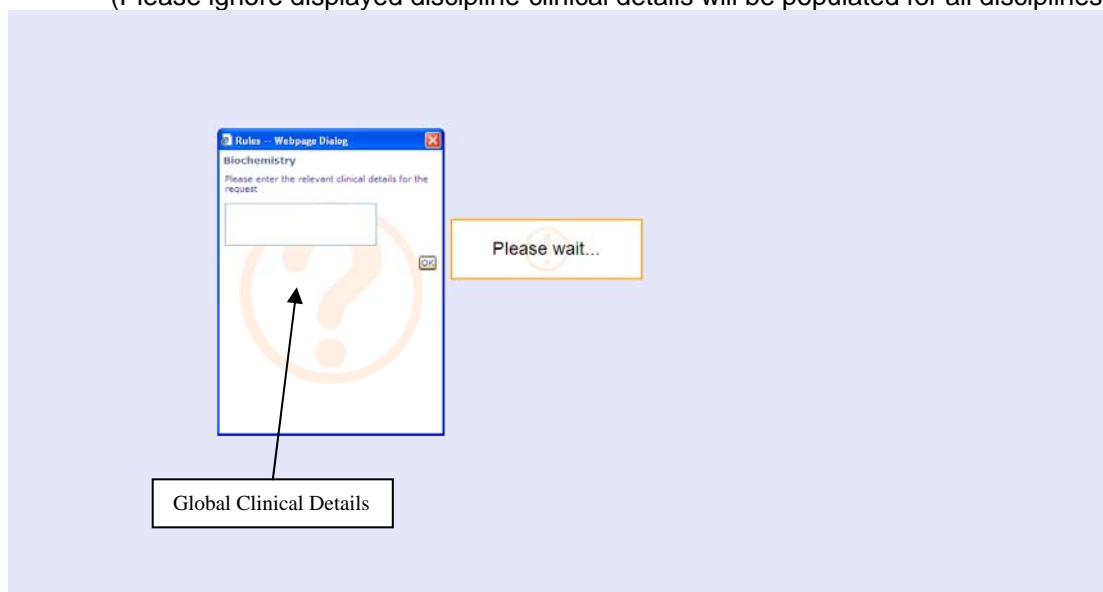 (Please ignore displayed discipline-clinical details will be populated for all disciplines
Rules -- Webpage Dialog
Biochemistry
Please enter the relevant clinical details for the
request
OK
Please wait...
Global Clinical Details